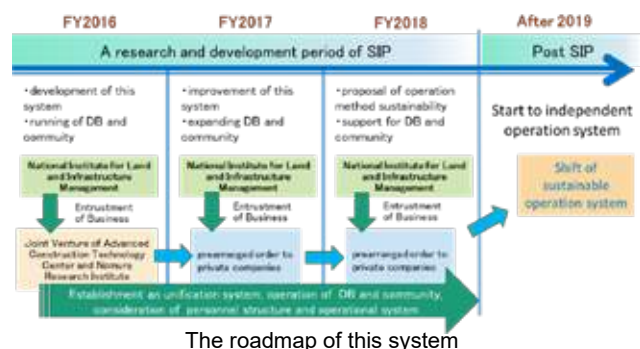 FY2016
FY2017
FY2018
After 2019
A research and development period of SIP
Post SIP
・development of this
system
・running of DB and
commuity
・improvement of this
system
・expanding DB and
community
・proposal of operation
method sustainability
・support for DB and
community
Start to independent
operation system
National Institute for Land
and Infrastructure
Management
National Institute for Land
and Infrastructure
Management
National Institute for Land
and Infrastructure
Management
Shift of
sustainable
operation system
Entrustment
of Business
Entrustment
of Business
Entrustment
of Business
Joint Venture of Advanced
Construction Technology
Center and Nomura
Research Institute
prearranged order to
private companies
prearranged order to
private companies
Establishment an unification system, operation of DB and community,
consideration of personnel structure and operational system
The roadmap of this system